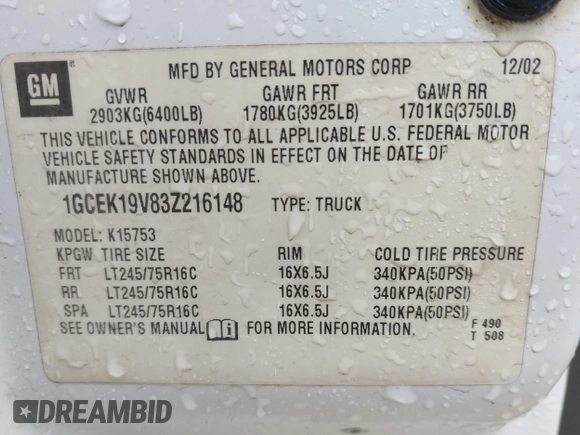 GM
MFD BY GENERAL MOTORS CORP 12/02
GVWR GAWR FRT GAWR RR
2903KG(6400LB) 1780KG(3925LB) 1701KG(3750LB)
THIS VEHICLE CONFORMS TO ALL APPLICABLE U.S. FEDERAL MOTOR
VEHICLE SAFETY STANDARDS IN EFFECT ON THE DATE OF
MANUFACTURE SHOWN ABOVE.
1GCEK19V83Z216148 TYPE: TRUCK
MODEL: K15753
KPGW TIRE SIZE RIM COLD TIRE PRESSURE
FRT LT245/75R16C 16X6.5J 340KPA(50PSI)
RR LT245/75R16C 16X6.5J 340KPA(50PSI)
SPA LT245/75R16C 16X6.5J 340KPA(50PSI)
SEE OWNER'S MANUAL i FOR MORE INFORMATION.
F 490
T 508
DREAMBID